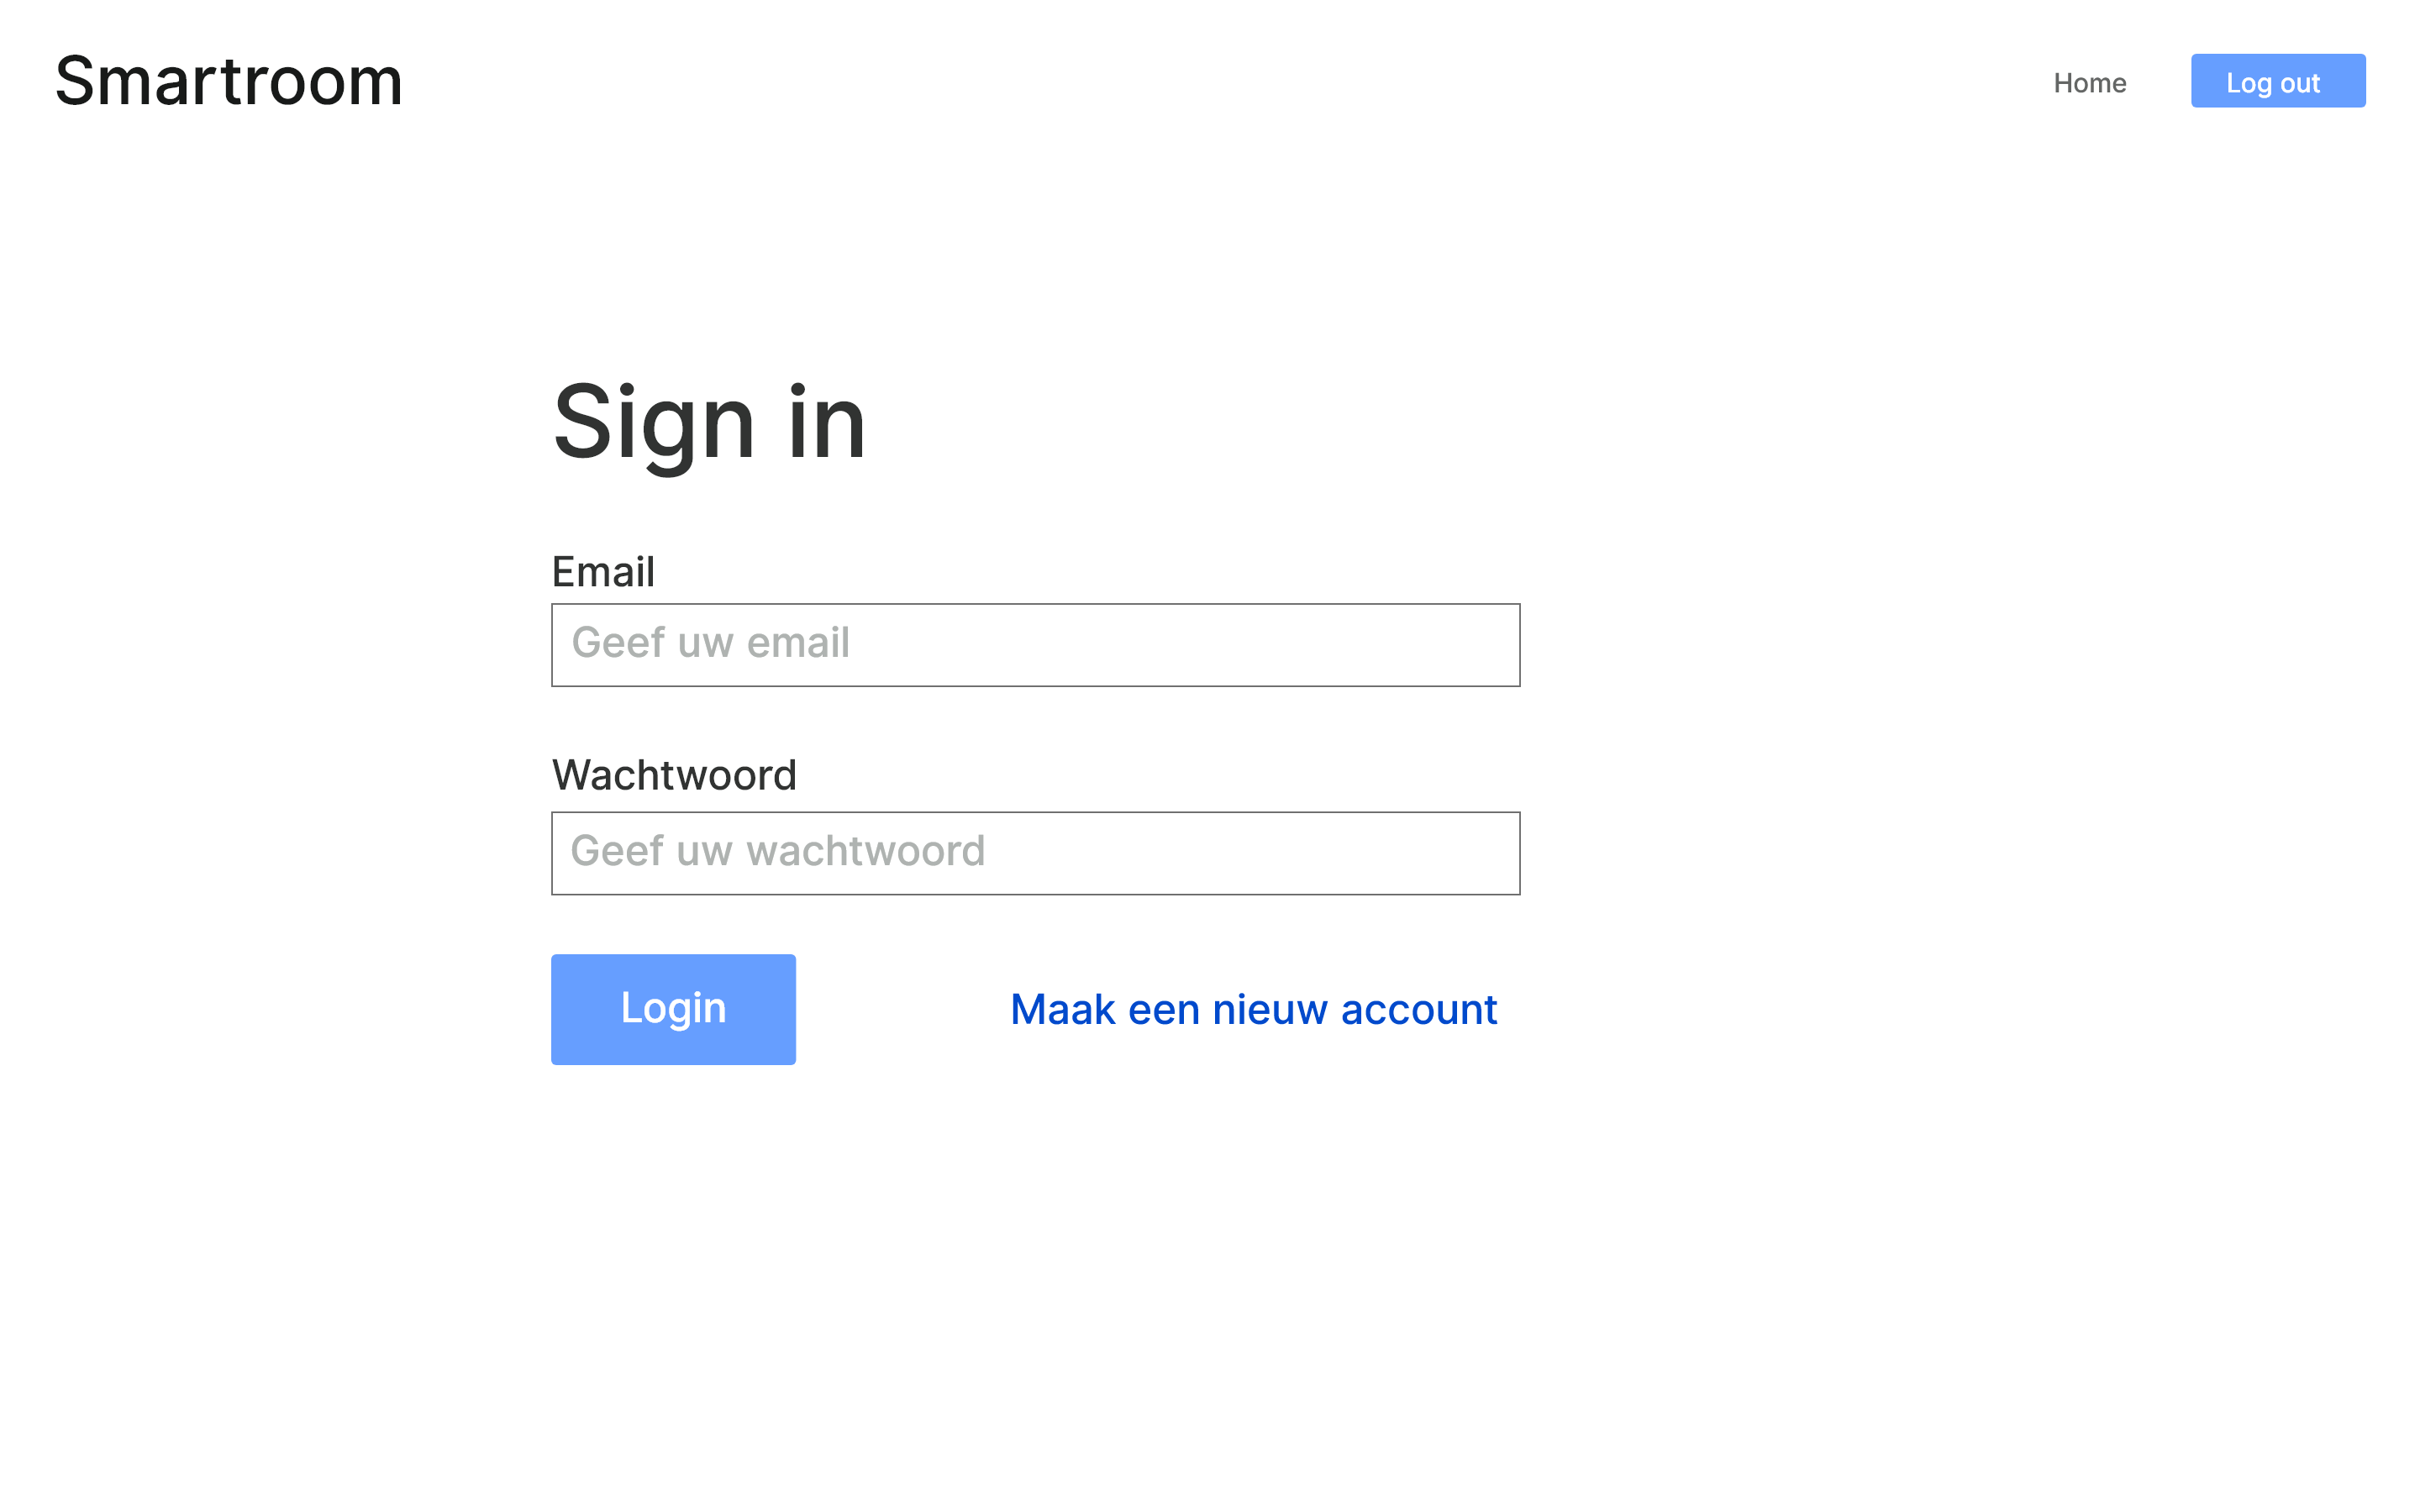 Smartroom
Home
Log out
Sign in
Email
Geef uw email
Wachtwoord
Geef uw wachtwoord
Login
Maak een nieuw account